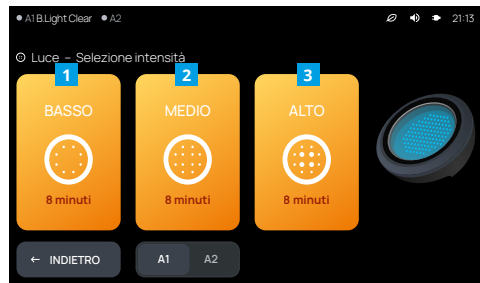 A1 B.Light Clear A2 21:13
Luce – Selezione intensità
1 2 3
BASSO MEDIO ALTO
8 minuti 8 minuti 8 minuti
← INDIETRO A1 A2